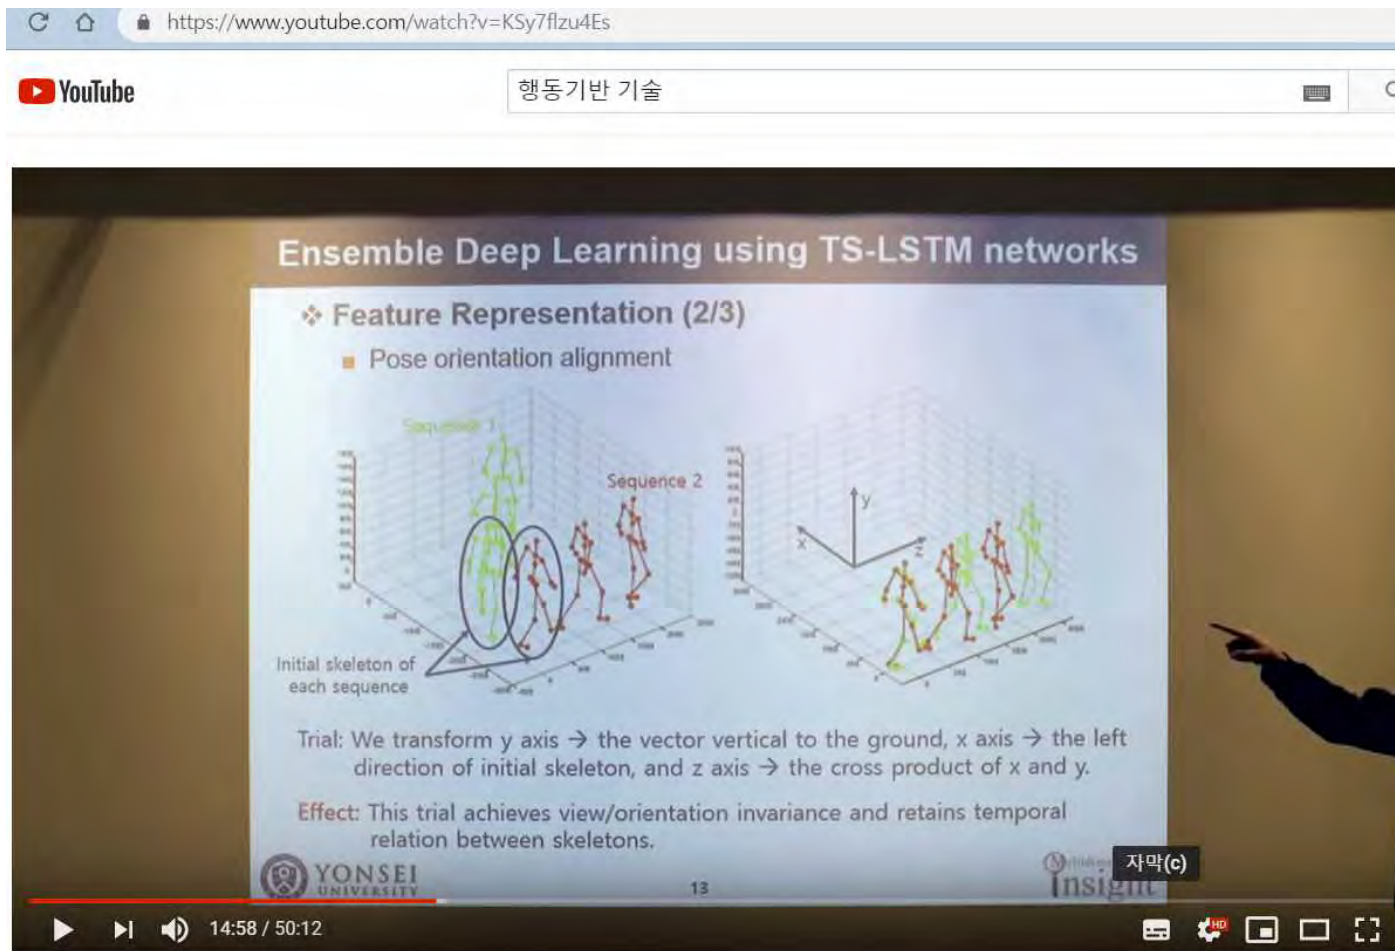 https://www.youtube.com/watch?v=KSy7flzu4Es
YouTube
행동기반 기술
Ensemble Deep Learning using TS-LSTM networks
❖ Feature Representation (2/3)
■ Pose orientation alignment
Sequence 1
Sequence 2
y
x
z
Initial skeleton of
each sequence
Trial: We transform y axis → the vector vertical to the ground, x axis → the left
direction of initial skeleton, and z axis → the cross product of x and y.
Effect: This trial achieves view/orientation invariance and retains temporal
relation between skeletons.
YONSEI
UNIVERSITY
13
Insight
자막(c)
14:58 / 50:12
HD